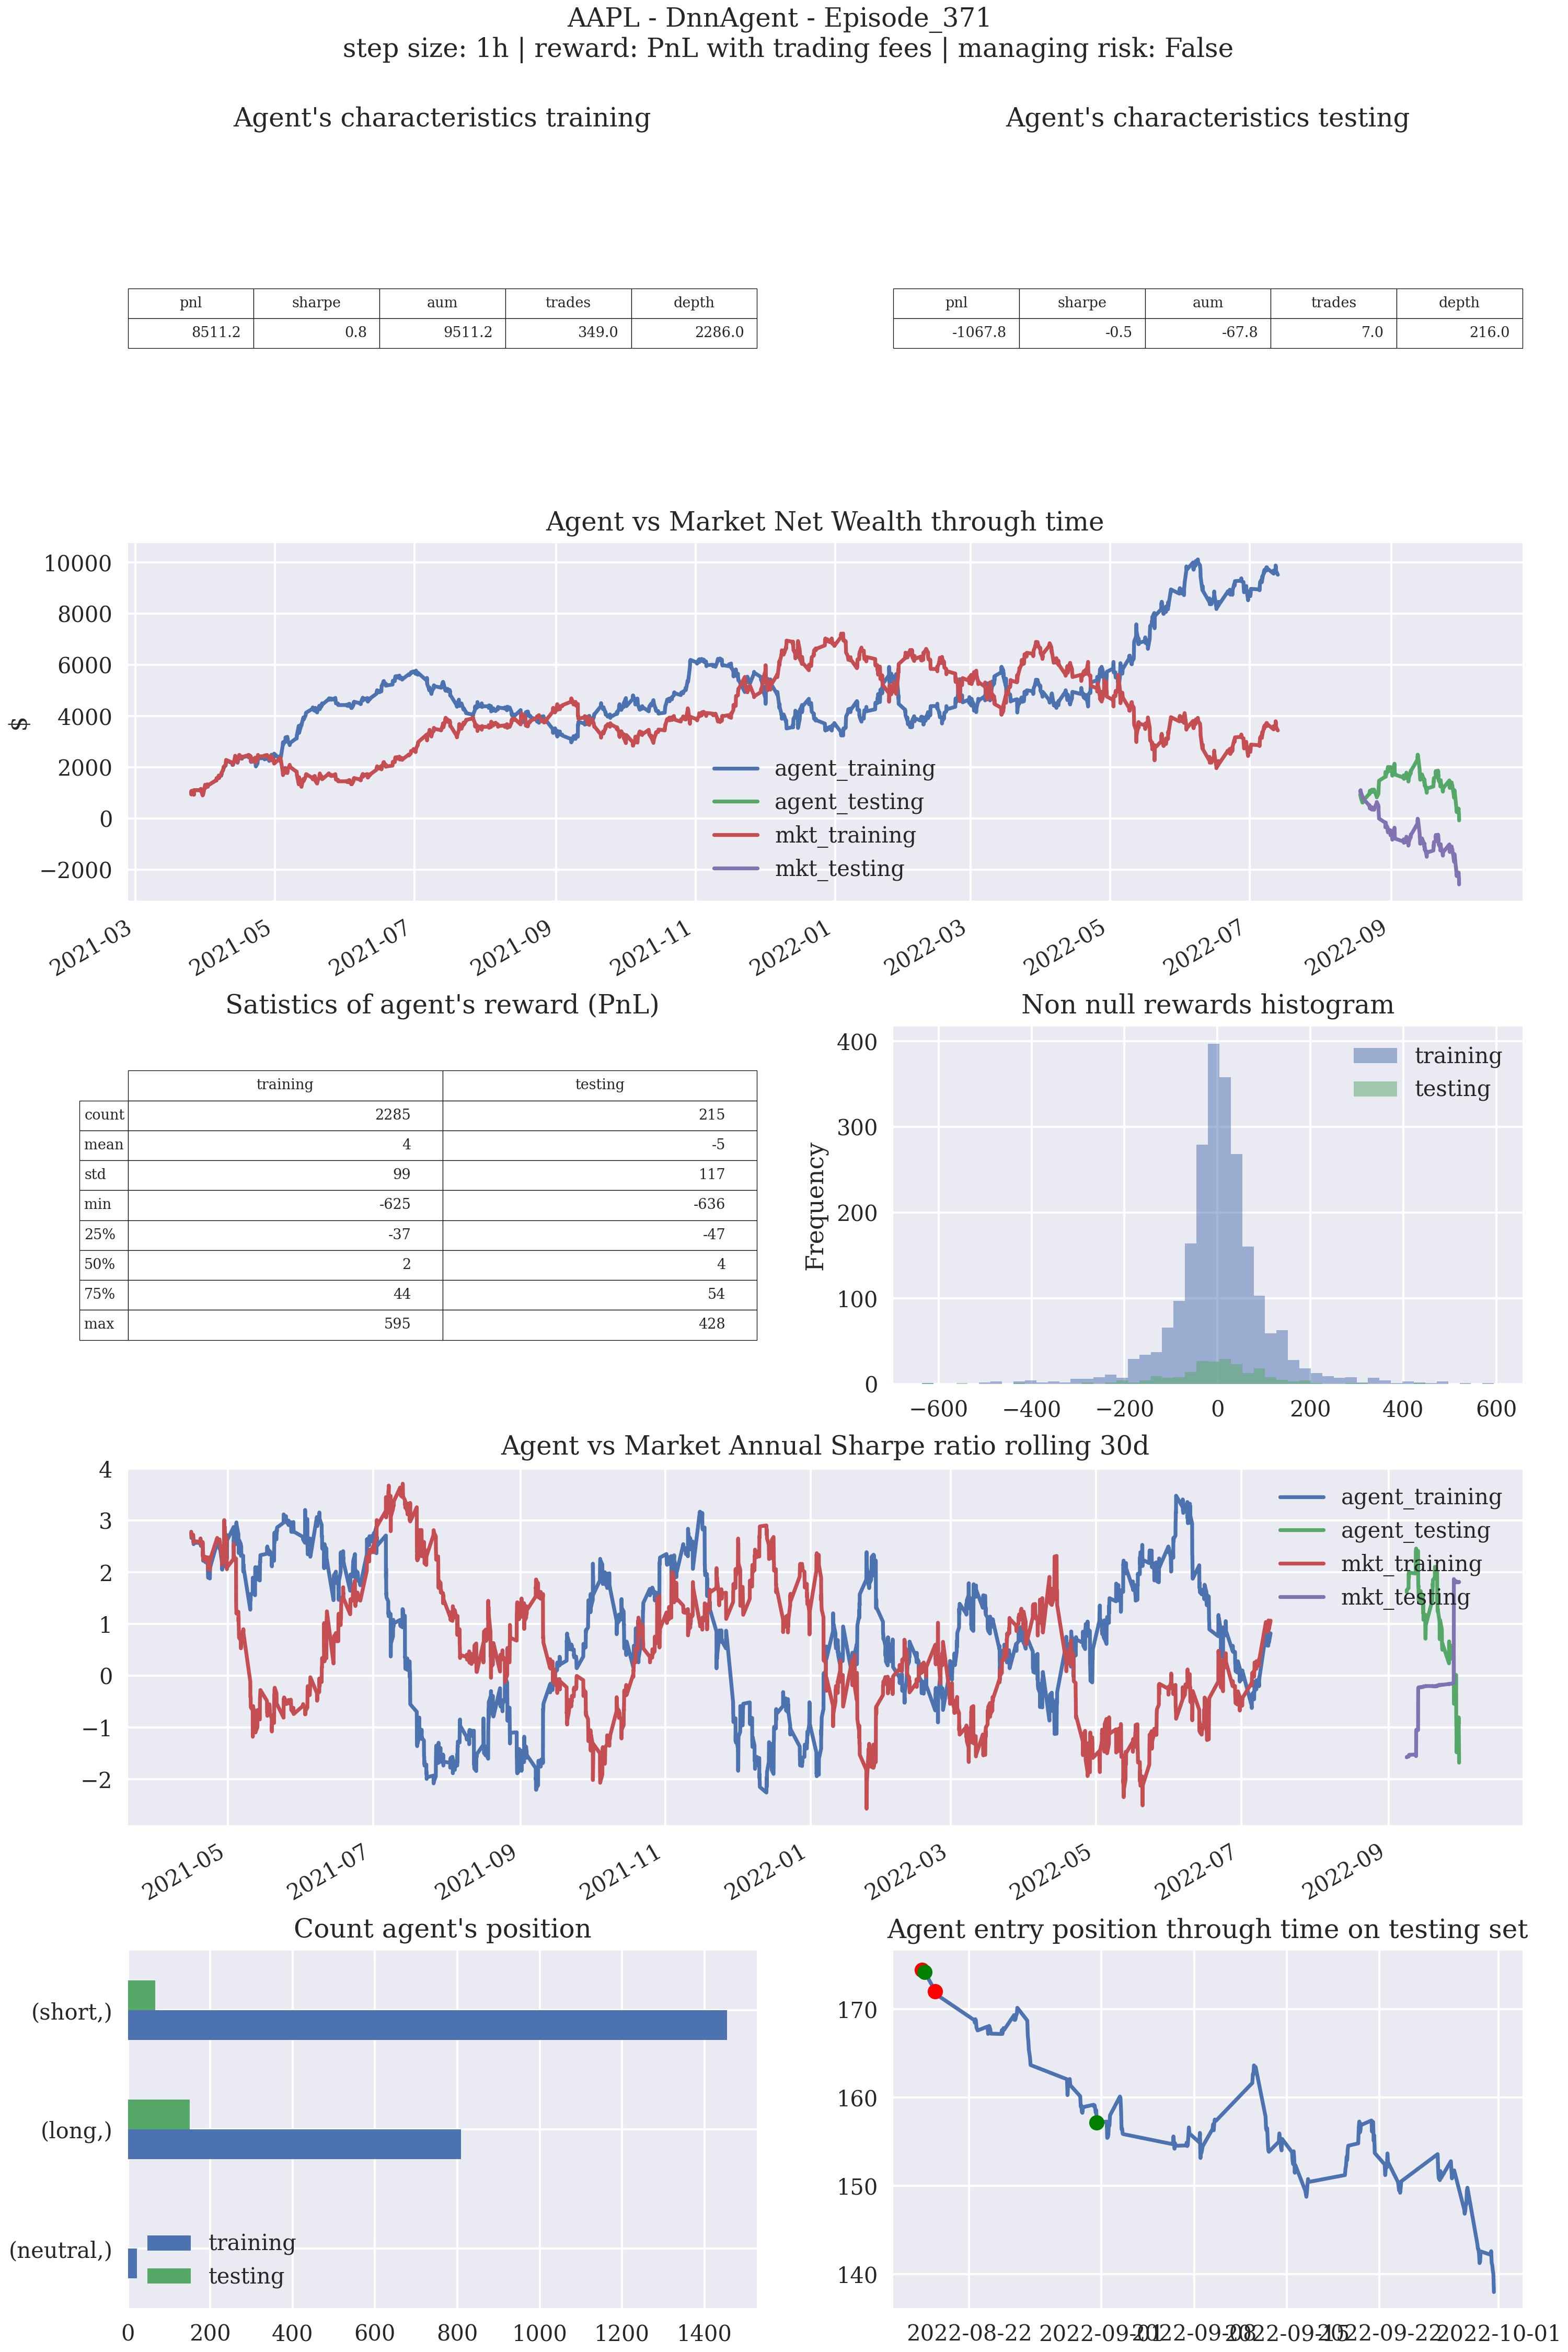 AAPL - DnnAgent - Episode_371
step size: 1h | reward: PnL with trading fees | managing risk: False
Agent's characteristics training
pnl sharpe aum trades depth
8511.2 0.8 9511.2 349.0 2286.0
Agent's characteristics testing
pnl sharpe aum trades depth
-1067.8 -0.5 -67.8 7.0 216.0
Agent vs Market Net Wealth through time
$
10000
8000
6000
4000
2000
0
−2000
agent_training
agent_testing
mkt_training
mkt_testing
2021-03 2021-05 2021-07 2021-09 2021-11 2022-01 2022-03 2022-05 2022-07 2022-09
Satistics of agent's reward (PnL)
training testing
count 2285 215
mean 4 -5
std 99 117
min -625 -636
25% -37 -47
50% 2 4
75% 44 54
max 595 428
Non null rewards histogram
Frequency
400
300
200
100
0
training
testing
−600 −400 −200 0 200 400 600
Agent vs Market Annual Sharpe ratio rolling 30d
4
3
2
1
0
−1
−2
agent_training
agent_testing
mkt_training
mkt_testing
2021-05 2021-07 2021-09 2021-11 2022-01 2022-03 2022-05 2022-07 2022-09
Count agent's position
(short,)
(long,)
(neutral,)
training
testing
0 200 400 600 800 1000 1200 1400
Agent entry position through time on testing set
170
160
150
140
2022-08-22 2022-09-01 2022-09-08 2022-09-15 2022-09-22 2022-10-01